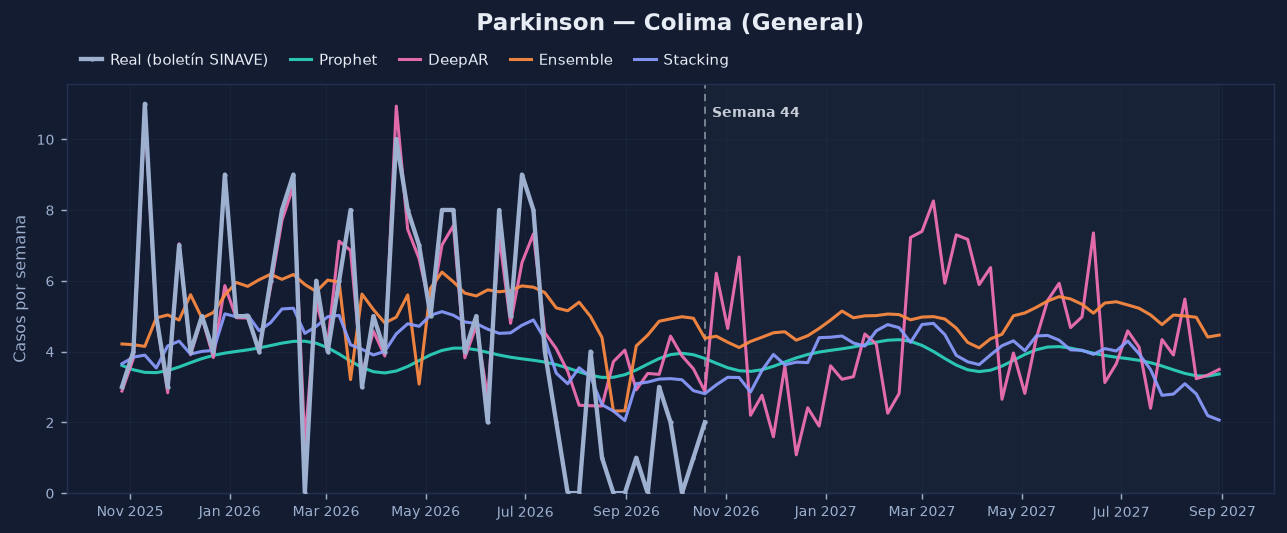 Parkinson — Colima (General)
Real (boletín SINAVE) Prophet DeepAR Ensemble Stacking
Semana 44
Casos por semana
10
8
6
4
2
0
Nov 2025 Jan 2026 Mar 2026 May 2026 Jul 2026 Sep 2026 Nov 2026 Jan 2027 Mar 2027 May 2027 Jul 2027 Sep 2027